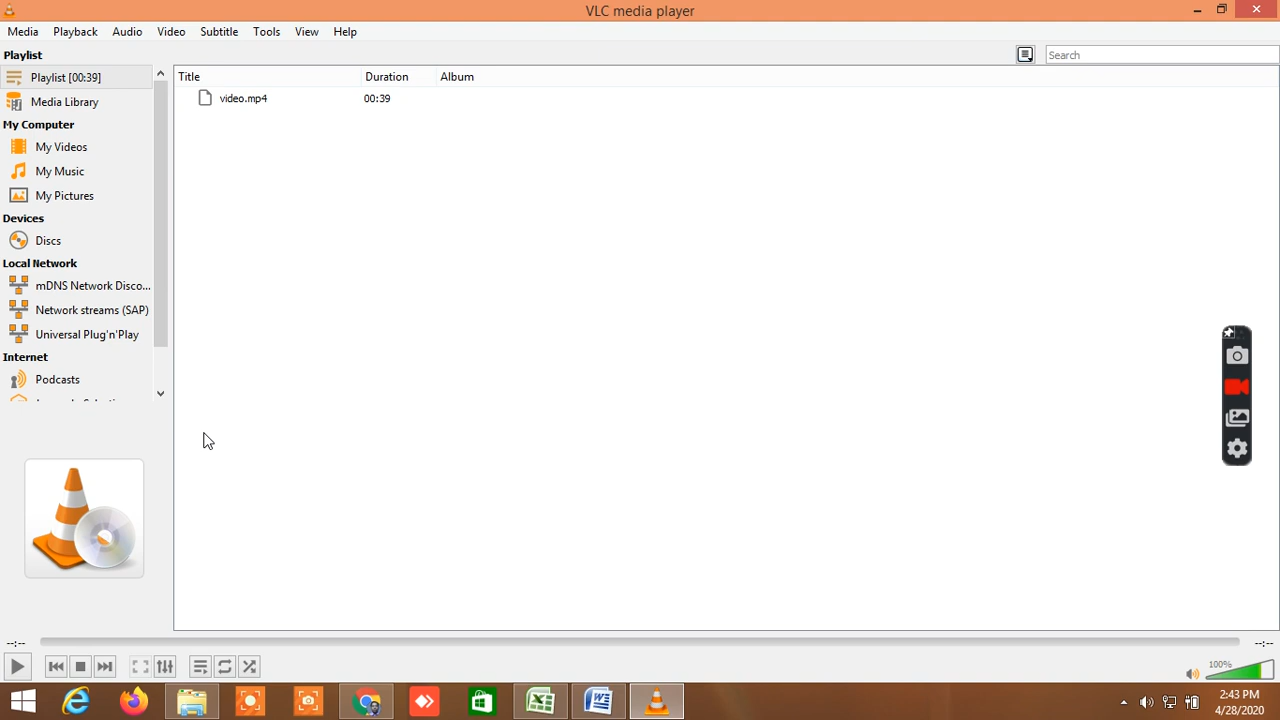 VLC media player
Media Playback Audio Video Subtitle Tools View Help
Playlist
Search
Playlist [00:39]
Media Library
My Computer
My Videos
My Music
My Pictures
Devices
Discs
Local Network
mDNS Network Disco...
Network streams (SAP)
Universal Plug'n'Play
Internet
Podcasts
Title Duration Album
video.mp4 00:39
--:-- --:--
100%
2:43 PM
4/28/2020